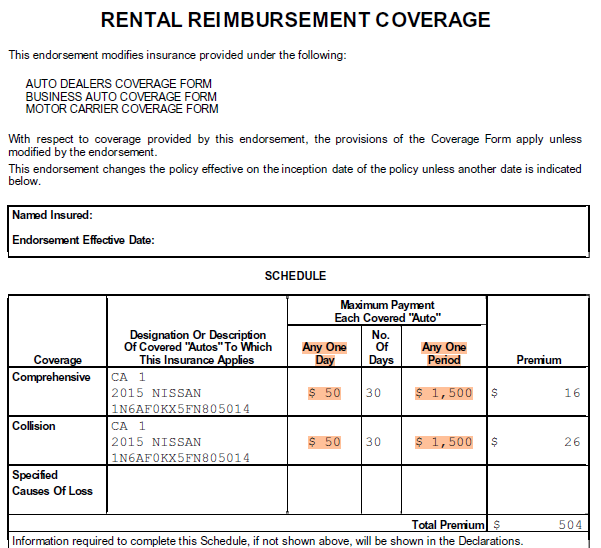 RENTAL REIMBURSEMENT COVERAGE
This endorsement modifies insurance provided under the following:
AUTO DEALERS COVERAGE FORM
BUSINESS AUTO COVERAGE FORM
MOTOR CARRIER COVERAGE FORM
With respect to coverage provided by this endorsement, the provisions of the Coverage Form apply unless
modified by the endorsement.
This endorsement changes the policy effective on the inception date of the policy unless another date is indicated
below.
Named Insured:
Endorsement Effective Date:
SCHEDULE
Maximum Payment
Each Covered "Auto"
Coverage
Designation Or Description
Of Covered "Autos" To Which
This Insurance Applies
Any One
Day
No.
Of
Days
Any One
Period
Premium
Comprehensive CA 1
2015 NISSAN $ 50 30 $ 1,500 $ 16
1N6AF0KX5FN805014
Collision CA 1
2015 NISSAN $ 50 30 $ 1,500 $ 26
1N6AF0KX5FN805014
Specified
Causes Of Loss
Total Premium $ 504
Information required to complete this Schedule, if not shown above, will be shown in the Declarations.